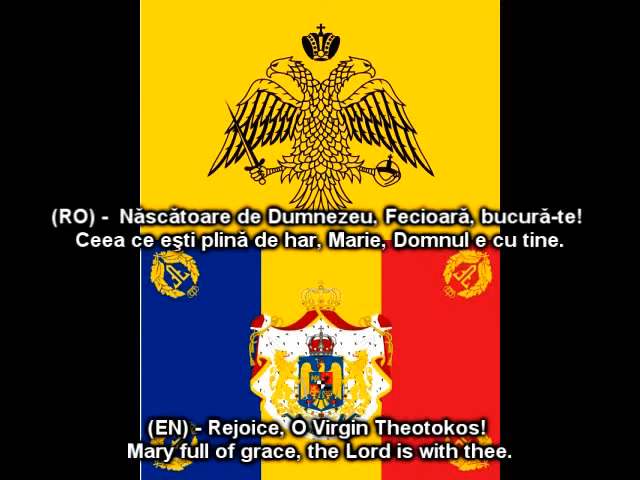 (RO) - Născătoare de Dumnezeu, Fecioară, bucură-te!
Ceea ce eşti plină de har, Marie, Domnul e cu tine.
(EN) - Rejoice, O Virgin Theotokos!
Mary full of grace, the Lord is with thee.